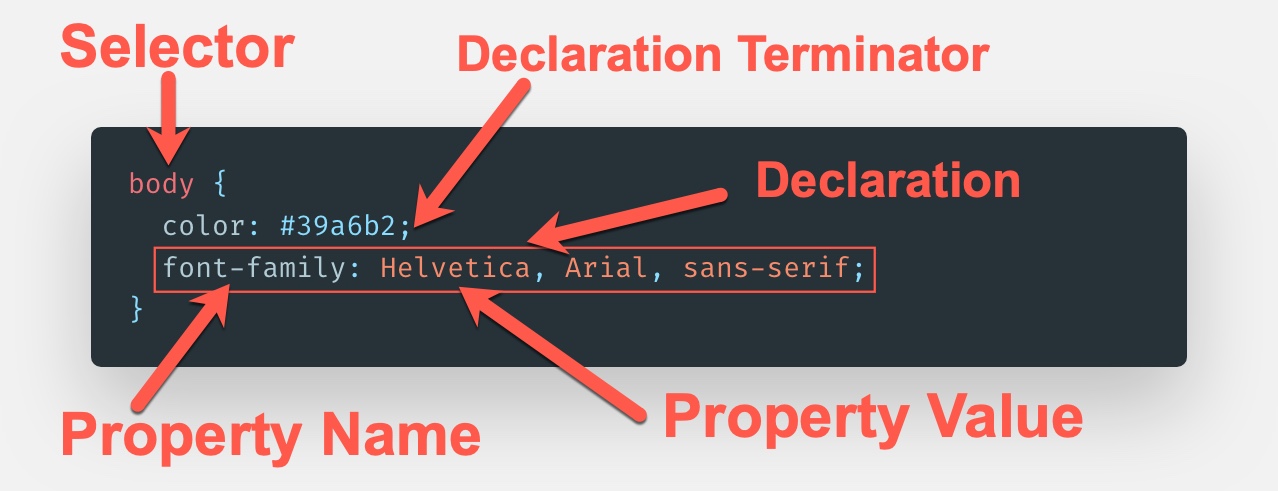 Selector
Declaration Terminator
Declaration
body {
  color: #39a6b2;
  font-family: Helvetica, Arial, sans-serif;
}
Property Name
Property Value